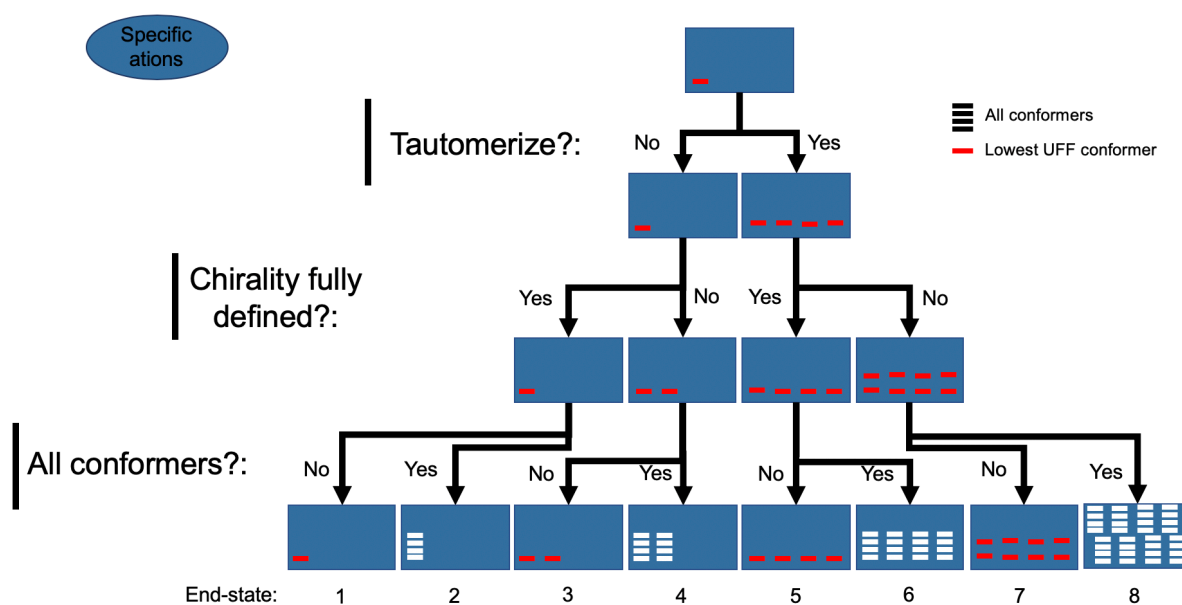 Specific
ations
All conformers
Lowest UFF conformer
Tautomerize?:
No
Yes
Chirality fully
defined?:
Yes
No
Yes
No
All conformers?:
No
Yes
No
Yes
No
Yes
No
Yes
End-state:
1
2
3
4
5
6
7
8